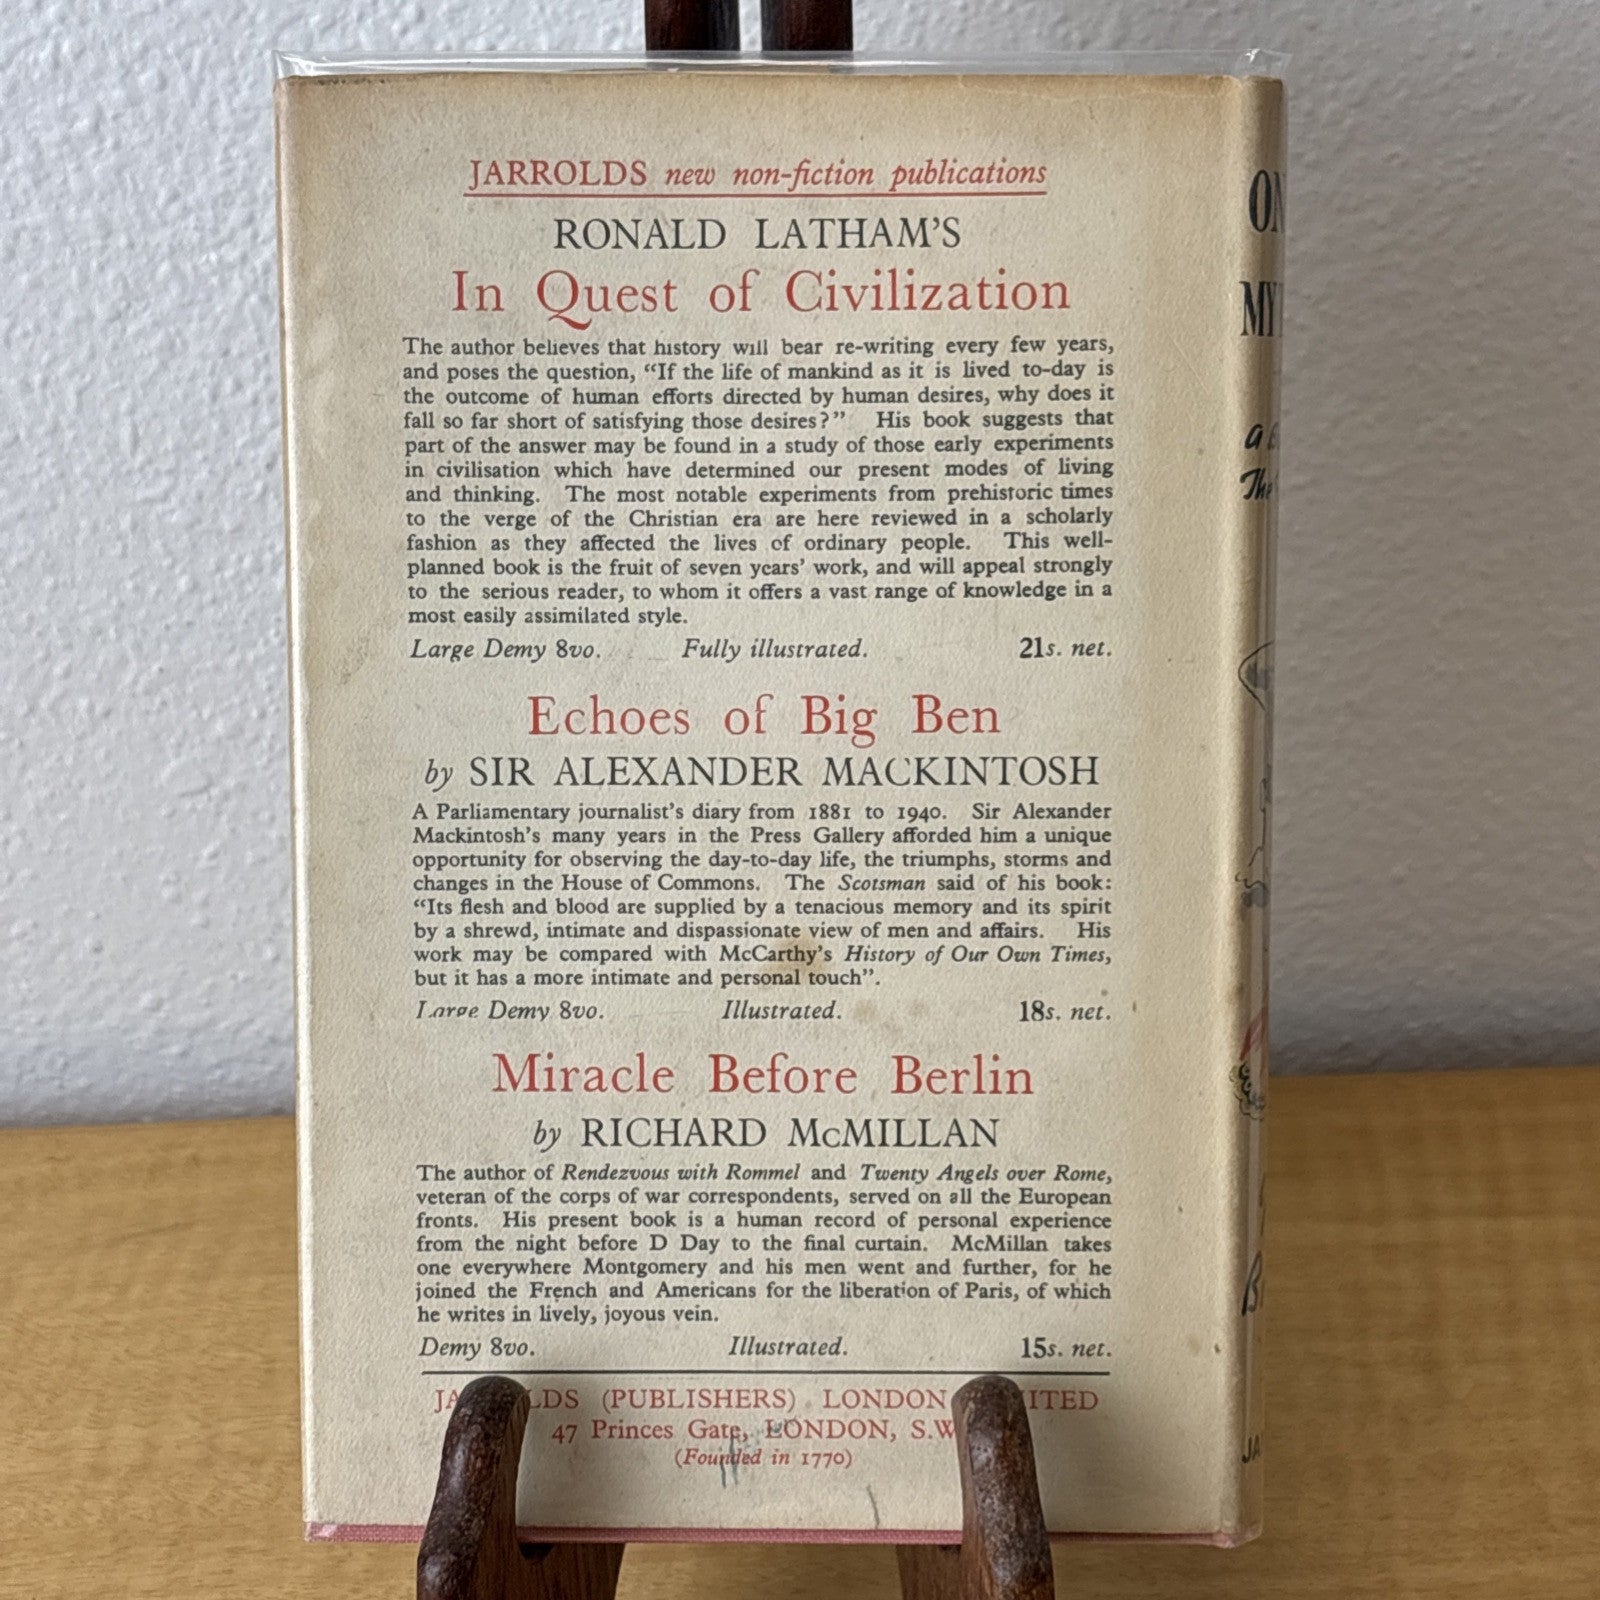 JARROLDS new non-fiction publications
RONALD LATHAM'S
In Quest of Civilization
The author believes that history will bear re-writing every few years,
and poses the question, "If the life of mankind as it is lived to-day is
the outcome of human efforts directed by human desires, why does it
fall so far short of satisfying those desires?" His book suggests that
part of the answer may be found in a study of those early experiments
in civilisation which have determined our present modes of living
and thinking. The most notable experiments from prehistoric times
to the verge of the Christian era are here reviewed in a scholarly
fashion as they affected the lives of ordinary people. This well-
planned book is the fruit of seven years' work, and will appeal strongly
to the serious reader, to whom it offers a vast range of knowledge in a
most easily assimilated style.
Large Demy 8vo. Fully illustrated. 21s. net.
Echoes of Big Ben
by SIR ALEXANDER MACKINTOSH
A Parliamentary journalist's diary from 1881 to 1940. Sir Alexander
Mackintosh's many years in the Press Gallery afforded him a unique
opportunity for observing the day-to-day life, the triumphs, storms and
changes in the House of Commons. The Scotsman said of his book:
"Its flesh and blood are supplied by a tenacious memory and its spirit
by a shrewd, intimate and dispassionate view of men and affairs. His
work may be compared with McCarthy's History of Our Own Times,
but it has a more intimate and personal touch".
Large Demy 8vo. Illustrated. 18s. net.
Miracle Before Berlin
by RICHARD McMILLAN
The author of Rendezvous with Rommel and Twenty Angels over Rome,
veteran of the corps of war correspondents, served on all the European
fronts. His present book is a human record of personal experience
from the night before D Day to the final curtain. McMillan takes
one everywhere Montgomery and his men went and further, for he
joined the French and Americans for the liberation of Paris, of which
he writes in lively, joyous vein.
Demy 8vo. Illustrated. 15s. net.
(PUBLISHERS) LONDON
47 Princes Gate, LONDON, S.W
(Founded in 1770)
ON
MY
a
The
JA